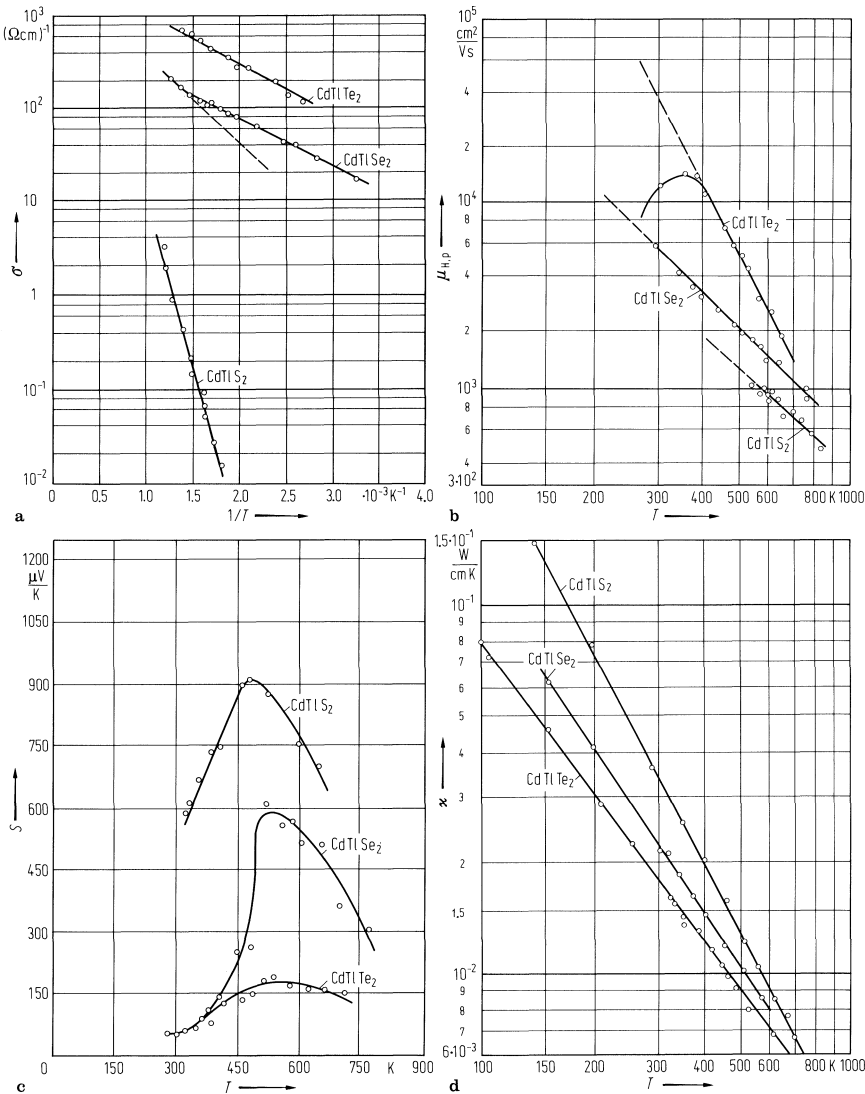 10³
(Ωcm)⁻¹
10²
10
1
10⁻¹
10⁻²
σ
CdTlTe₂
CdTlSe₂
CdTlS₂
0 0.5 1.0 1.5 2.0 2.5 3.0 ·10⁻³K⁻¹ 4.0
1/T
a
10⁵
cm²
Vs
4
2
10⁴
8
6
4
2
10³
8
6
4
3·10²
μH,p
CdTlTe₂
CdTlSe₂
CdTlS₂
100 150 200 300 400 500 600 800 K 1000
T
b
1200
μV
K
1050
900
750
600
450
300
150
0
S
CdTlS₂
CdTlSe₂
CdTlTe₂
300 450 600 K 900
T
c
1,5·10⁻¹
W
cmK
10⁻¹
9
8
7
6
5
4
3
2
1,5
10⁻²
9
8
7
6·10⁻³
ϰ
CdTlS₂
CdTlSe₂
CdTlTe₂
100 150 200 300 400 500 600 800 K 1000
T
d